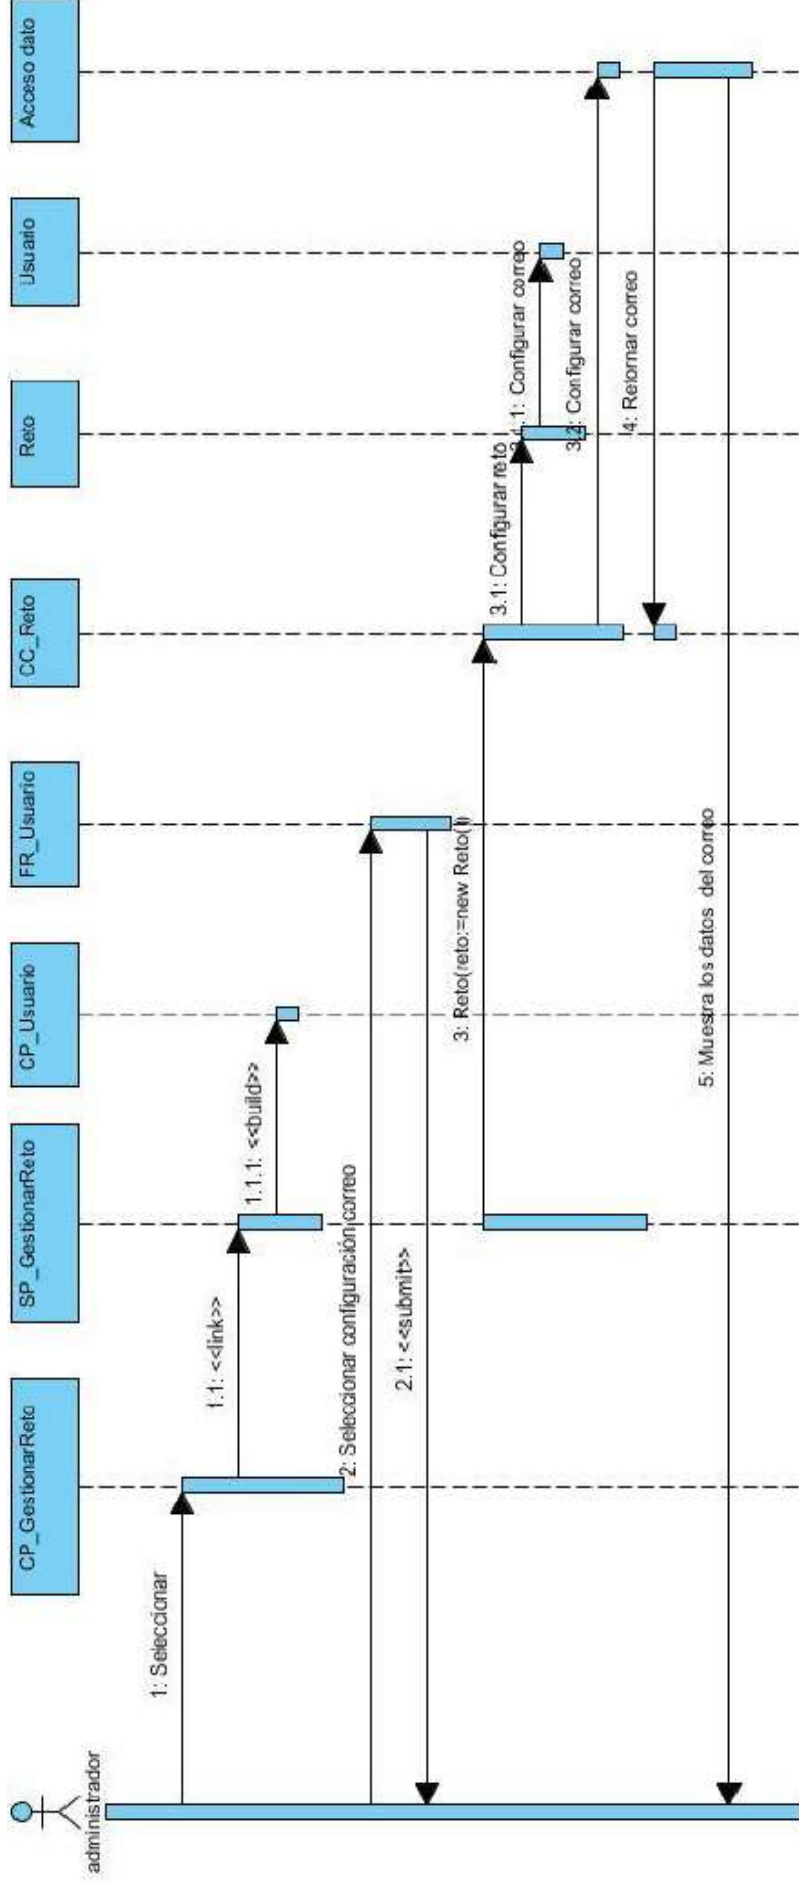 administrador
CP_GestionarReto
SP_GestionarReto
CP_Usuario
FR_Usuario
CC_Reto
Reto
Usuario
Acceso dato
1: Seleccionar
1.1: <<link>>
1.1.1: <<build>>
2: Seleccionar configuración correo
2.1: <<submit>>
3: Reto(reto:=new Reto())
3.1: Configurar reto
3.1.1: Configurar correo
3.2: Configurar correo
4: Retornar correo
5: Muestra los datos del correo